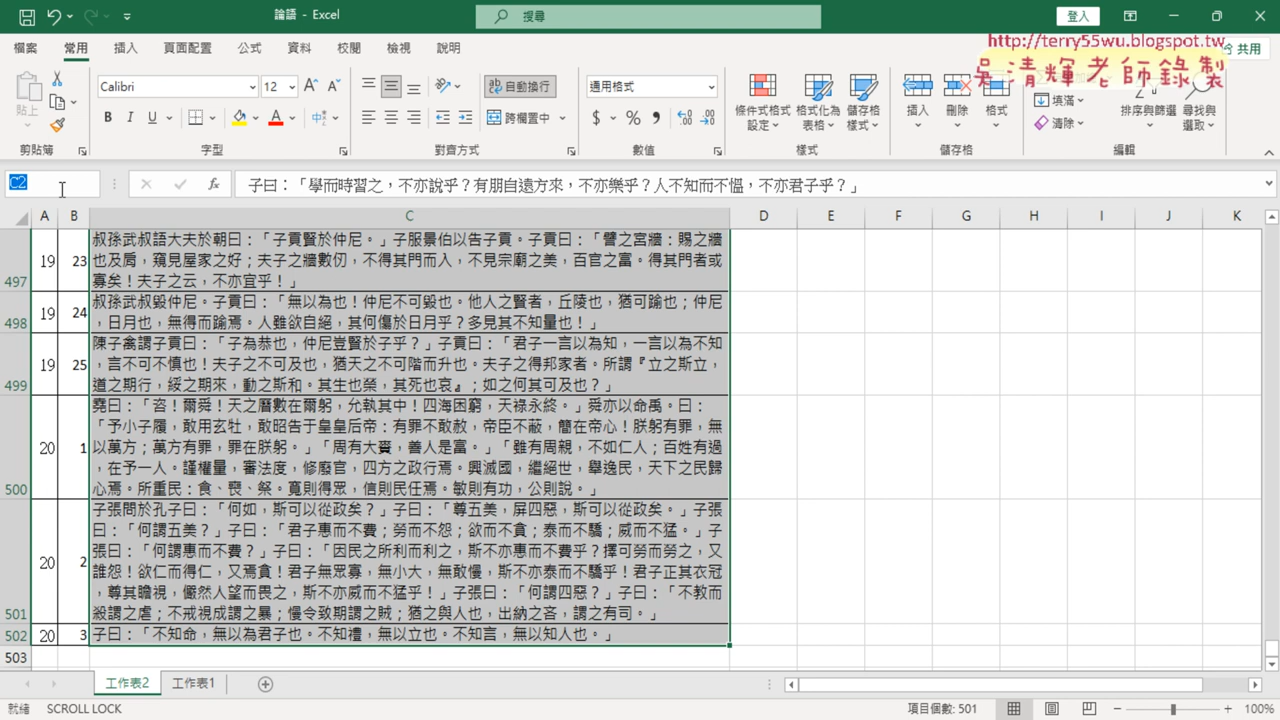 論語 - Excel
搜尋
登入
http://terry55wu.blogspot.tw
吳清輝老師錄製
檔案 常用 插入 頁面配置 公式 資料 校閱 檢視 說明
共用
貼上
Calibri 12
自動換行
通用格式
跨欄置中
條件式格式設定 格式化為表格 儲存格樣式
插入 刪除 格式
填滿
清除
排序與篩選 尋找與選取
剪貼簿 字型 對齊方式 數值 樣式 儲存格 編輯
C2
fx 子曰：「學而時習之，不亦說乎？有朋自遠方來，不亦樂乎？人不知而不慍，不亦君子乎？」
A B C D E F G H I J K
叔孫武叔語大夫於朝曰：「子貢賢於仲尼。」子服景伯以告子貢。子貢曰：「譬之宮牆：賜之牆
也及肩，窺見屋家之好；夫子之牆數仞，不得其門而入，不見宗廟之美，百官之富。得其門者或
寡矣！夫子之云，不亦宜乎！」
497 19 23
叔孫武叔毀仲尼。子貢曰：「無以為也！仲尼不可毀也。他人之賢者，丘陵也，猶可踰也；仲尼
，日月也，無得而踰焉。人雖欲自絕，其何傷於日月乎？多見其不知量也！」
498 19 24
陳子禽謂子貢曰：「子為恭也，仲尼豈賢於子乎？」子貢曰：「君子一言以為知，一言以為不知
，言不可不慎也！夫子之不可及也，猶天之不可階而升也。夫子之得邦家者。所謂『立之斯立，
道之期行，綏之期來，動之斯和。其生也榮，其死也哀』；如之何其可及也？」
499 19 25
堯曰：「咨！爾舜！天之曆數在爾躬，允執其中！四海困窮，天祿永終。」舜亦以命禹。曰：
「予小子履，敢用玄牡，敢昭告于皇皇后帝：有罪不敢赦，帝臣不蔽，簡在帝心！朕躬有罪，無
以萬方；萬方有罪，罪在朕躬。」「周有大賚，善人是富。」「雖有周親，不如仁人；百姓有過
，在予一人。謹權量，審法度，修廢官，四方之政行焉。興滅國，繼絕世，舉逸民，天下之民歸
心焉。所重民：食、喪、祭。寬則得眾，信則民任焉。敏則有功，公則說。」
500 20 1
子張問於孔子曰：「何如，斯可以從政矣？」子曰：「尊五美，屏四惡，斯可以從政矣。」子張
曰：「何謂五美？」子曰：「君子惠而不費；勞而不怨；欲而不貪；泰而不驕；威而不猛。」子
張曰：「何謂惠而不費？」子曰：「因民之所利而利之，斯不亦惠而不費乎？擇可勞而勞之，又
誰怨！欲仁而得仁，又焉貪！君子無眾寡，無小大，無敢慢，斯不亦泰而不驕乎！君子正其衣冠
，尊其瞻視，儼然人望而畏之，斯不亦威而不猛乎！」子張曰：「何謂四惡？」子曰：「不教而
殺謂之虐；不戒視成謂之暴；慢令致期謂之賊；猶之與人也，出納之吝，謂之有司。」
501 20 2
502 20 3 子曰：「不知命，無以為君子也。不知禮，無以立也。不知言，無以知人也。」
503
工作表2 工作表1
就緒 SCROLL LOCK 項目個數: 501 100%